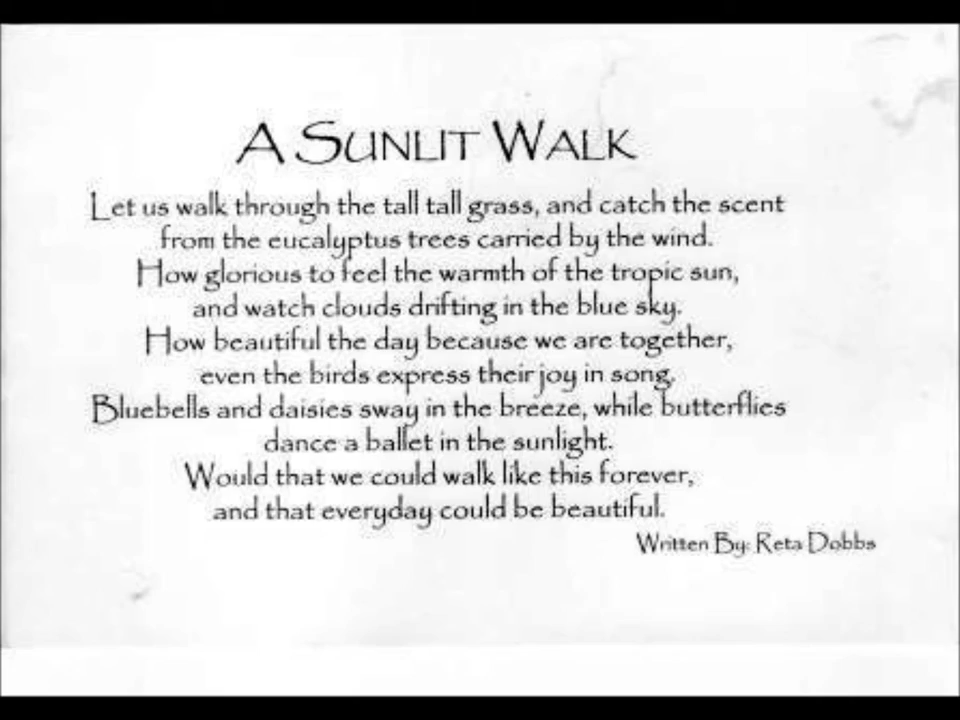 A Sunlit Walk
Let us walk through the tall tall grass, and catch the scent
from the eucalyptus trees carried by the wind.
How glorious to feel the warmth of the tropic sun,
and watch clouds drifting in the blue sky.
How beautiful the day because we are together,
even the birds express their joy in song.
Bluebells and daisies sway in the breeze, while butterflies
dance a ballet in the sunlight.
Would that we could walk like this forever,
and that everyday could be beautiful.
Written By: Reta Dobbs